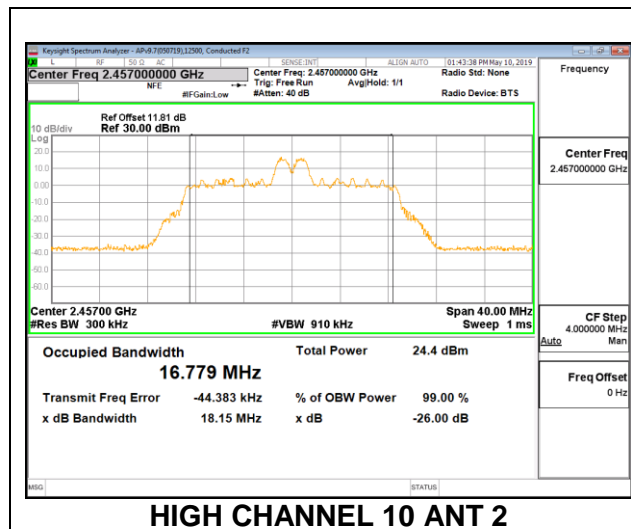 Keysight Spectrum Analyzer - APv9.7(050719),12500, Conducted F2
L RF 50 Ω AC SENSE:INT ALIGN AUTO 01:43:38 PM May 10, 2019
Center Freq 2.457000000 GHz Center Freq: 2.457000000 GHz Radio Std: None
NFE Trig: Free Run Avg|Hold: 1/1
#IFGain:Low #Atten: 40 dB Radio Device: BTS
Frequency
Ref Offset 11.81 dB
10 dB/div Ref 30.00 dBm
Log
20.0
10.0
0.00
-10.0
-20.0
-30.0
-40.0
-50.0
-60.0
Center Freq
2.457000000 GHz
Center 2.45700 GHz Span 40.00 MHz
#Res BW 300 kHz #VBW 910 kHz Sweep 1 ms
CF Step
4.000000 MHz
Auto Man
Occupied Bandwidth Total Power 24.4 dBm
16.779 MHz
Freq Offset
0 Hz
Transmit Freq Error -44.383 kHz % of OBW Power 99.00 %
x dB Bandwidth 18.15 MHz x dB -26.00 dB
MSG STATUS
HIGH CHANNEL 10 ANT 2